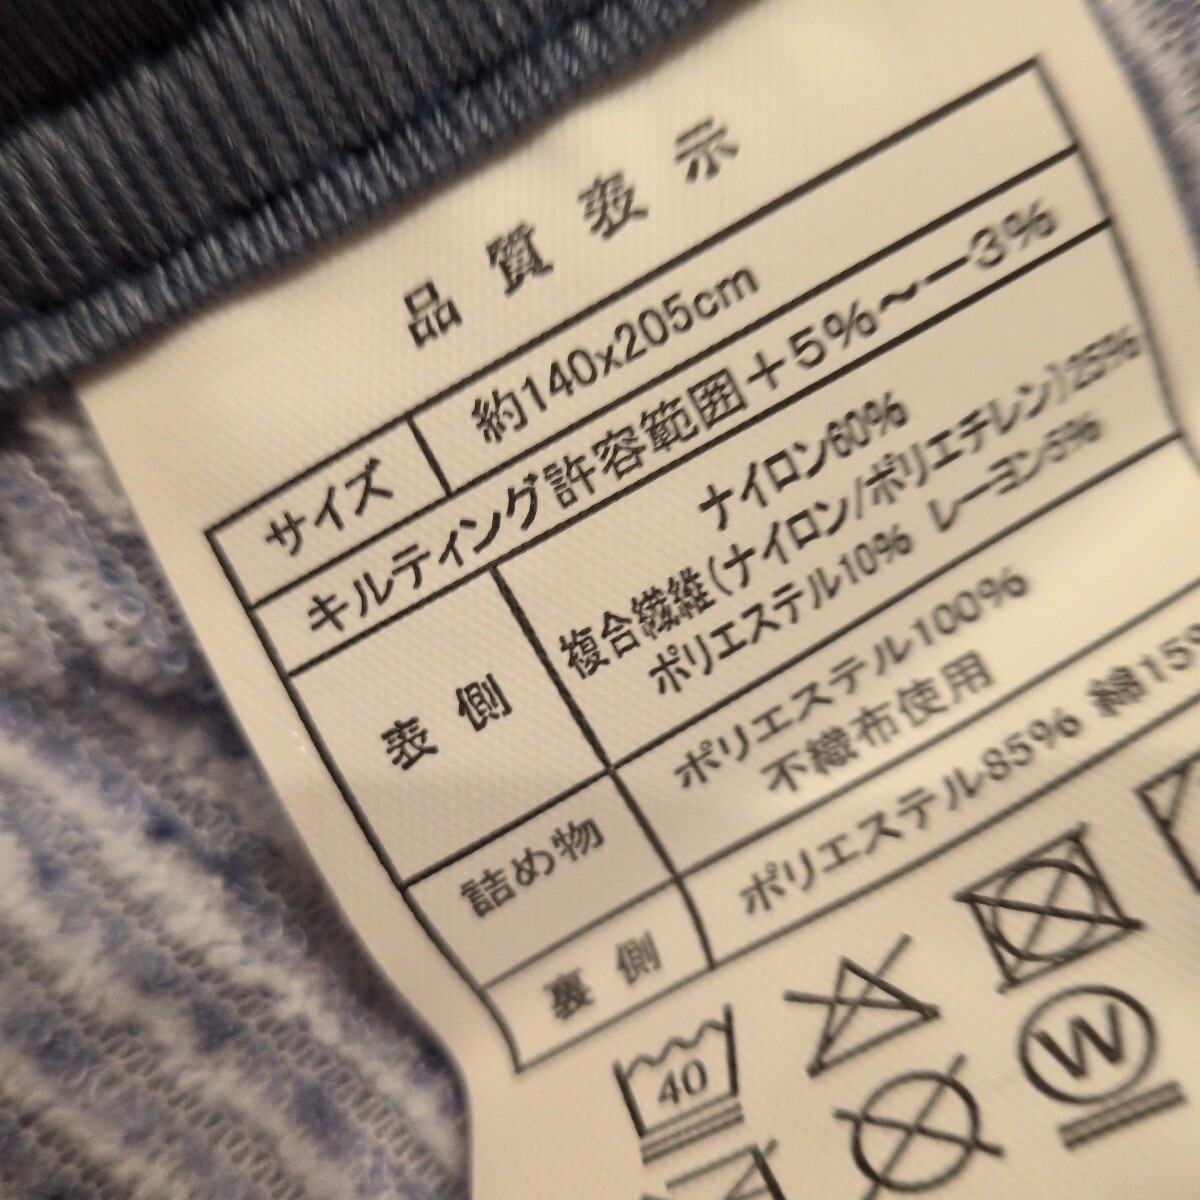 品質表示
サイズ 約140x205cm
キルティング許容範囲+5%〜−3%
表側 ナイロン60%
複合繊維(ナイロン/ポリエチレン)25%
ポリエステル10% レーヨン5%
詰め物 ポリエステル100%
不織布使用
裏側 ポリエステル85% 綿15%
40
W